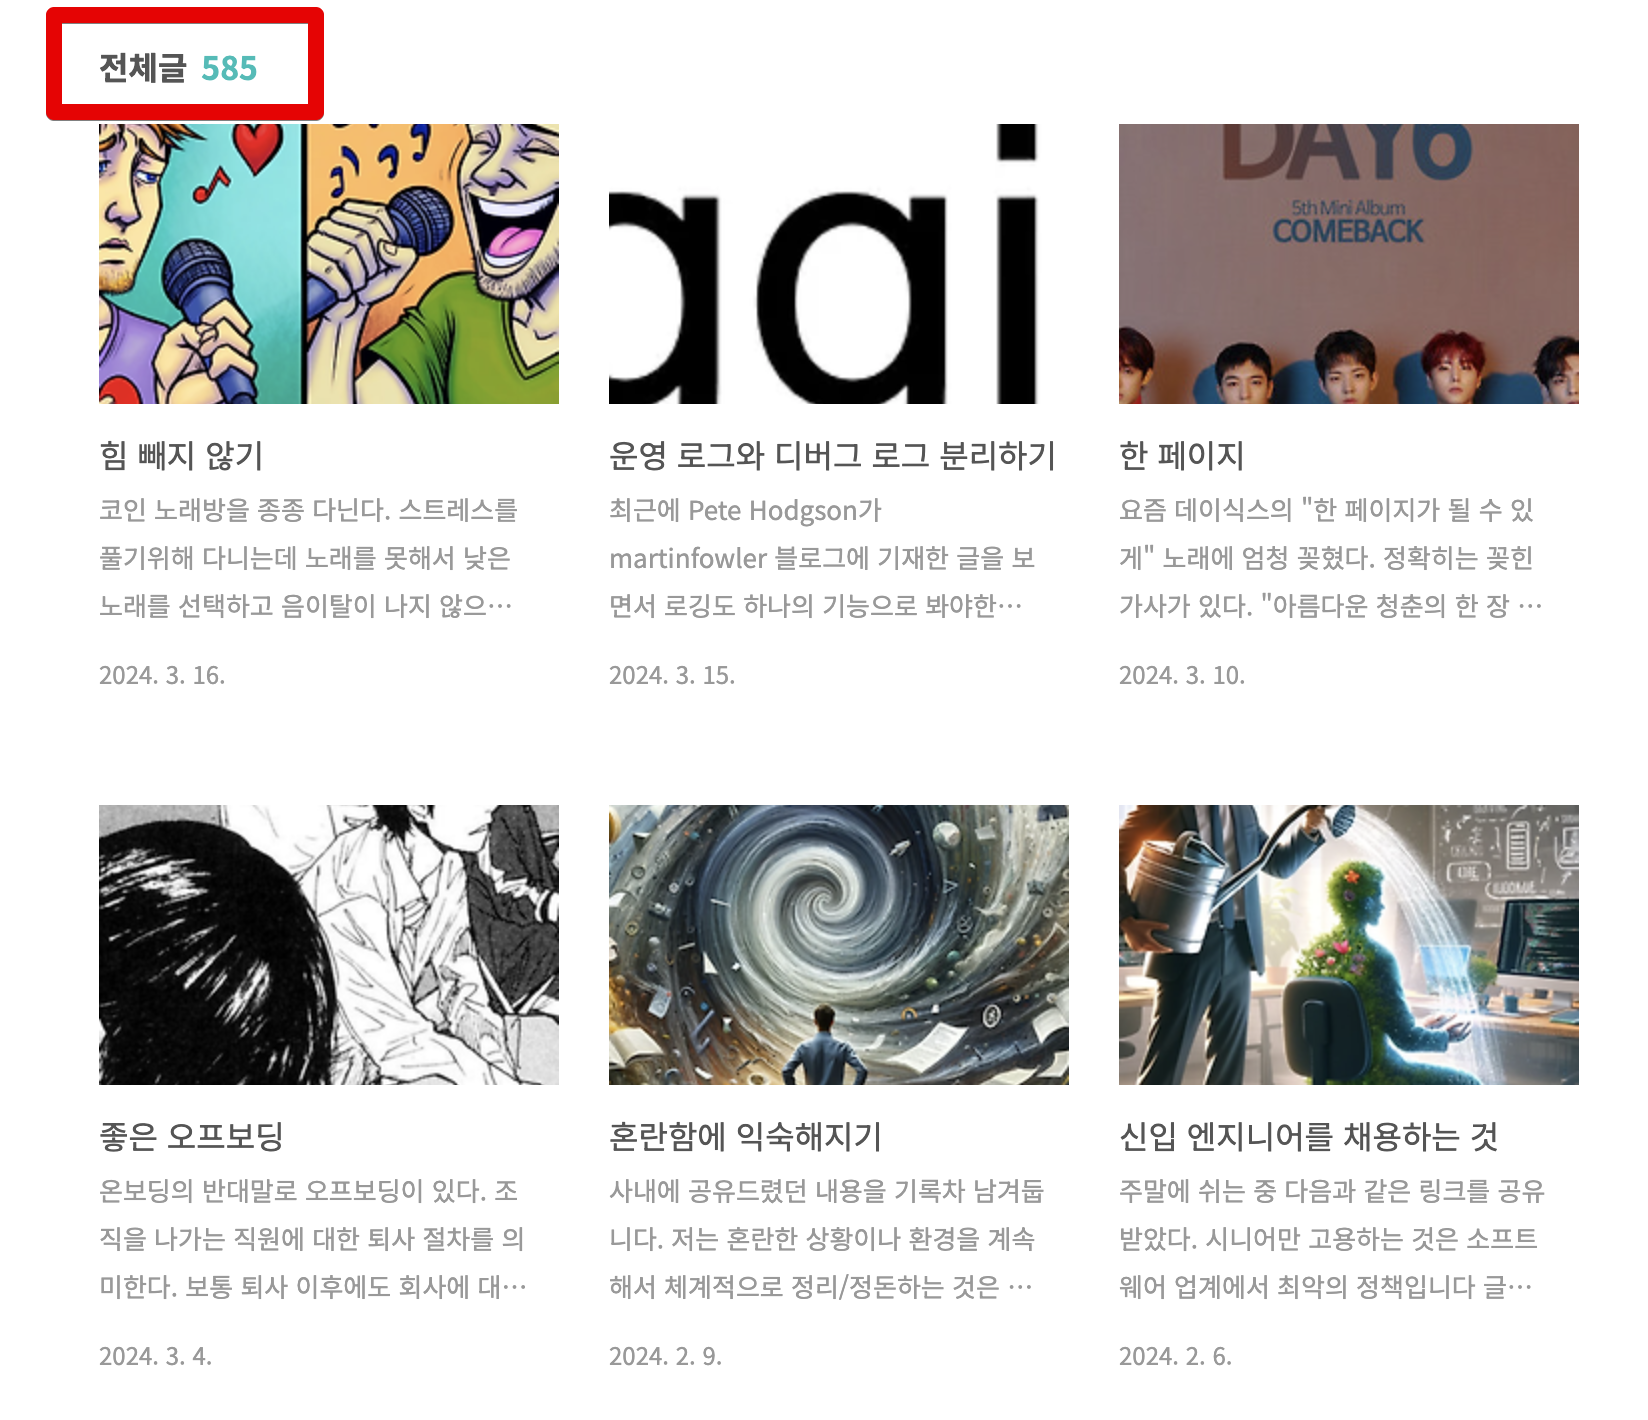 전체글 585
aqi
DAY6
5th Mini Album
COMEBACK
힘 빼지 않기
코인 노래방을 종종 다닌다. 스트레스를
풀기위해 다니는데 노래를 못해서 낮은
노래를 선택하고 음이탈이 나지 않으…
2024. 3. 16.
운영 로그와 디버그 로그 분리하기
최근에 Pete Hodgson가
martinfowler 블로그에 기재한 글을 보
면서 로깅도 하나의 기능으로 봐야한…
2024. 3. 15.
한 페이지
요즘 데이식스의 "한 페이지가 될 수 있
게" 노래에 엄청 꽂혔다. 정확히는 꽂힌
가사가 있다. "아름다운 청춘의 한 장 …
2024. 3. 10.
좋은 오프보딩
온보딩의 반대말로 오프보딩이 있다. 조
직을 나가는 직원에 대한 퇴사 절차를 의
미한다. 보통 퇴사 이후에도 회사에 대…
2024. 3. 4.
혼란함에 익숙해지기
사내에 공유드렸던 내용을 기록차 남겨둡
니다. 저는 혼란한 상황이나 환경을 계속
해서 체계적으로 정리/정돈하는 것은 …
2024. 2. 9.
신입 엔지니어를 채용하는 것
주말에 쉬는 중 다음과 같은 링크를 공유
받았다. 시니어만 고용하는 것은 소프트
웨어 업계에서 최악의 정책입니다 글…
2024. 2. 6.